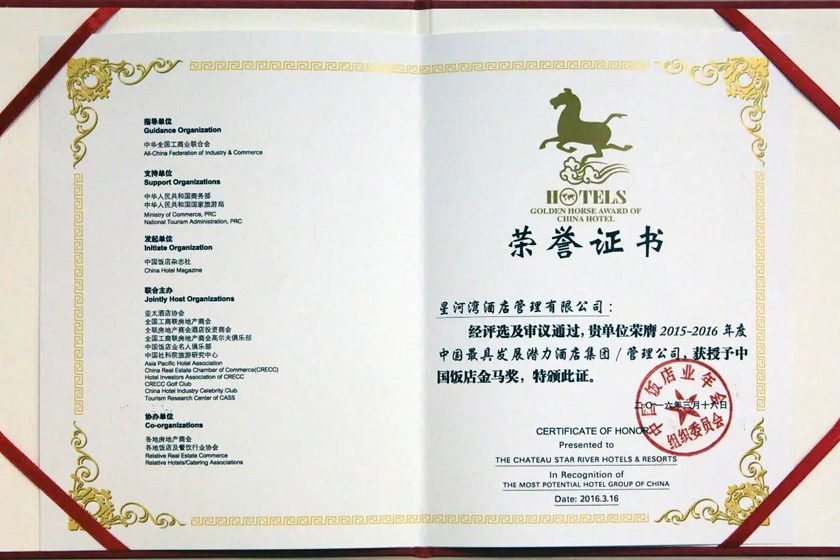 指导单位
Guidance Organization
中华全国工商业联合会
All-China Federation of Industry & Commerce
支持单位
Support Organizations
中华人民共和国商务部
中华人民共和国国家旅游局
Ministry of Commerce, PRC
National Tourism Administration, PRC
发起单位
Initiate Organization
中国饭店杂志社
China Hotel Magazine
联合主办
Jointly Host Organizations
亚太酒店协会
全国工商联房地产商会
全联房地产商会酒店投资商会
全国工商联房地产商会高尔夫俱乐部
中国饭店业名人俱乐部
中国社科院旅游研究中心
Asia Pacific Hotel Association
China Real Estate Chamber of Commerce(CRECC)
Hotel Investors Association of CRECC
CRECC Golf Club
China Hotel Industry Celebrity Club
Tourism Research Center of CASS
协办单位
Co-organizations
各地房地产商会
各地饭店及餐饮行业协会
Relative Real Estate Commerce
Relative Hotels/Catering Associations
HOTELS
GOLDEN HORSE AWARD OF
CHINA HOTEL
荣誉证书
星河湾酒店管理有限公司：
经评选及审议通过，贵单位荣膺 2015-2016 年度
中国最具发展潜力酒店集团／管理公司，获授予中
国饭店金马奖，特颁此证。
二○一六年三月十六日
中国饭店业年会
组织委员会
CERTIFICATE OF HONOR
Presented to
THE CHATEAU STAR RIVER HOTELS & RESORTS
In Recognition of
THE MOST POTENTIAL HOTEL GROUP OF CHINA
Date: 2016.3.16